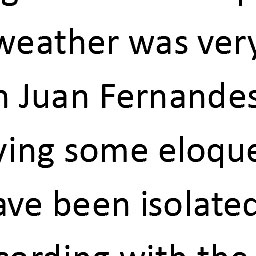 weather was very
n Juan Fernandes
ying some eloque
ave been isolated
cording with the